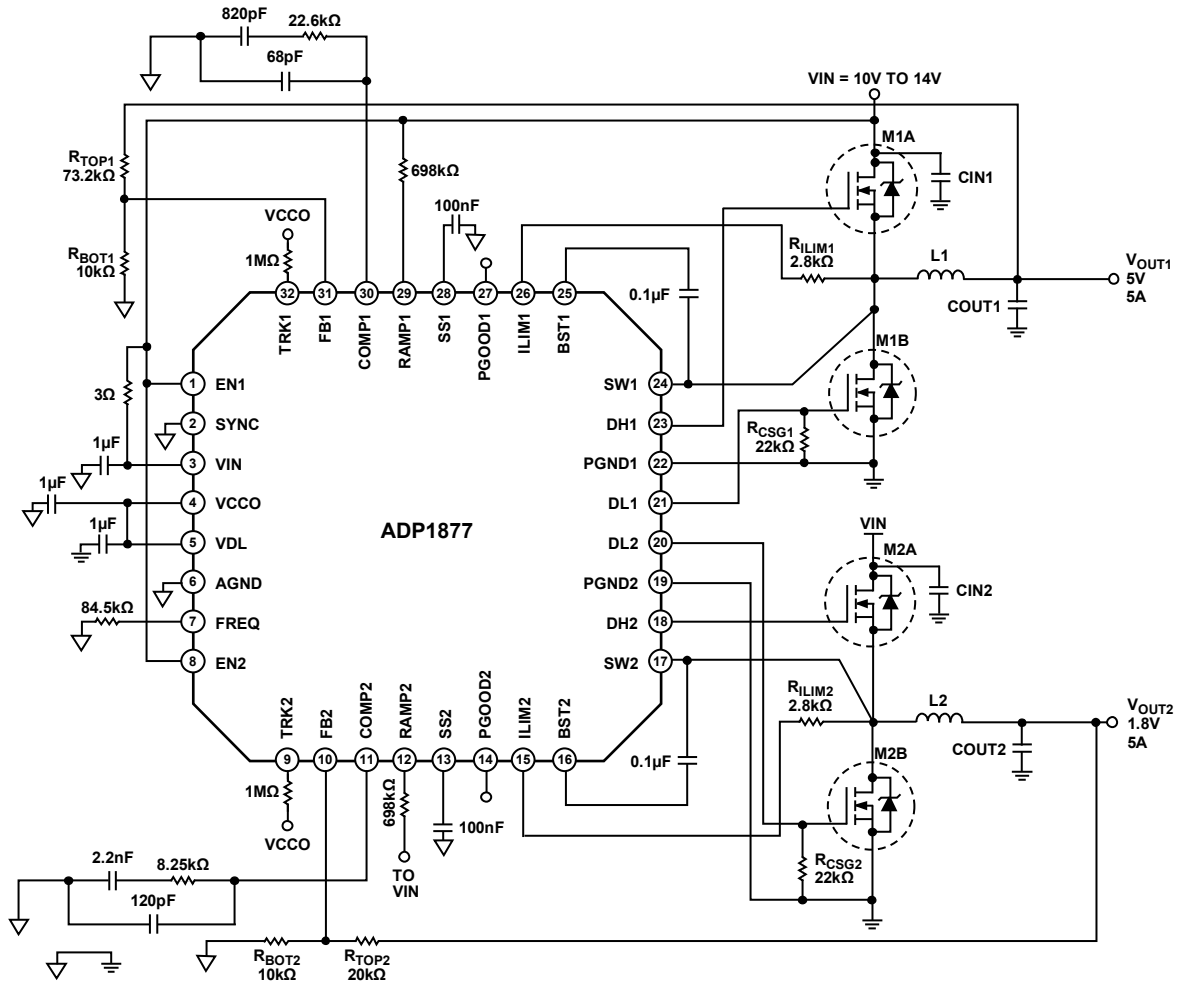 820pF
22.6kΩ
68pF
VIN = 10V TO 14V
M1A
CIN1
RTOP1
73.2kΩ
698kΩ
100nF
VCCO
1MΩ
RBOT1
10kΩ
RILIM1
2.8kΩ
L1
VOUT1
5V
5A
COUT1
0.1µF
32
31
30
29
28
27
26
25
TRK1
FB1
COMP1
RAMP1
SS1
PGOOD1
ILIM1
BST1
M1B
3Ω
1
EN1
SW1
24
2
SYNC
DH1
23
RCSG1
22kΩ
1µF
3
VIN
PGND1
22
1µF
4
VCCO
DL1
21
ADP1877
1µF
5
VDL
DL2
20
VIN
M2A
6
AGND
PGND2
19
CIN2
84.5kΩ
7
FREQ
DH2
18
8
EN2
SW2
17
RILIM2
2.8kΩ
L2
VOUT2
1.8V
5A
COUT2
TRK2
FB2
COMP2
RAMP2
SS2
PGOOD2
ILIM2
BST2
9
10
11
12
13
14
15
16
0.1µF
M2B
1MΩ
VCCO
698kΩ
TO
VIN
100nF
2.2nF
8.25kΩ
120pF
RCSG2
22kΩ
RBOT2
10kΩ
RTOP2
20kΩ